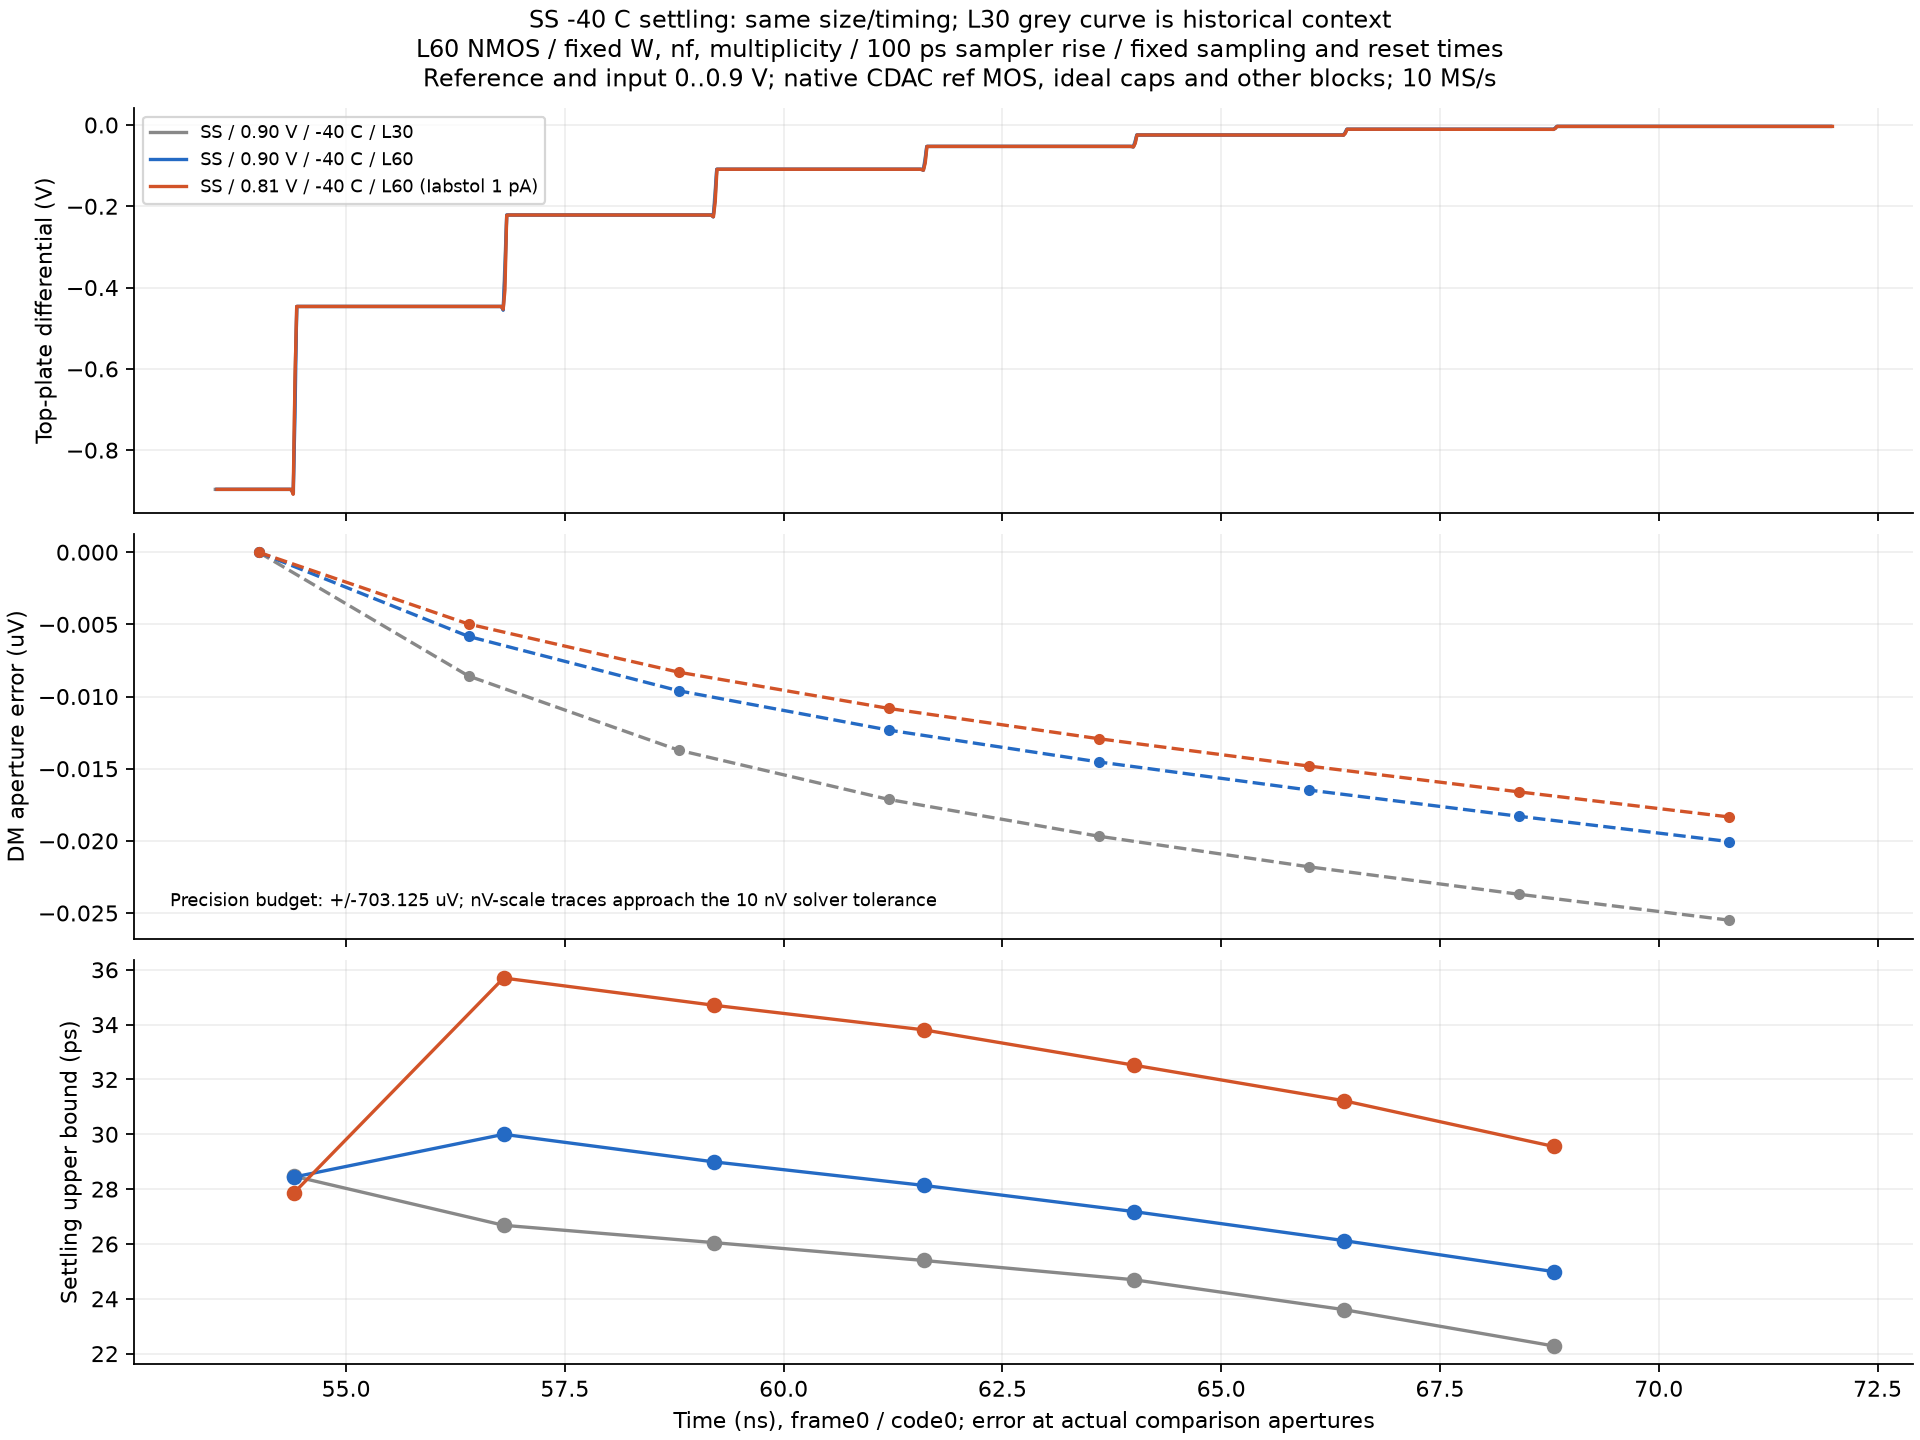 SS -40 C settling: same size/timing; L30 grey curve is historical context
L60 NMOS / fixed W, nf, multiplicity / 100 ps sampler rise / fixed sampling and reset times
Reference and input 0..0.9 V; native CDAC ref MOS, ideal caps and other blocks; 10 MS/s
SS / 0.90 V / -40 C / L30
SS / 0.90 V / -40 C / L60
SS / 0.81 V / -40 C / L60 (Iabstol 1 pA)
Top-plate differential (V)
0.0
−0.2
−0.4
−0.6
−0.8
DM aperture error (uV)
0.000
−0.005
−0.010
−0.015
−0.020
−0.025
Precision budget: +/-703.125 uV; nV-scale traces approach the 10 nV solver tolerance
Settling upper bound (ps)
36
34
32
30
28
26
24
22
55.0
57.5
60.0
62.5
65.0
67.5
70.0
72.5
Time (ns), frame0 / code0; error at actual comparison apertures